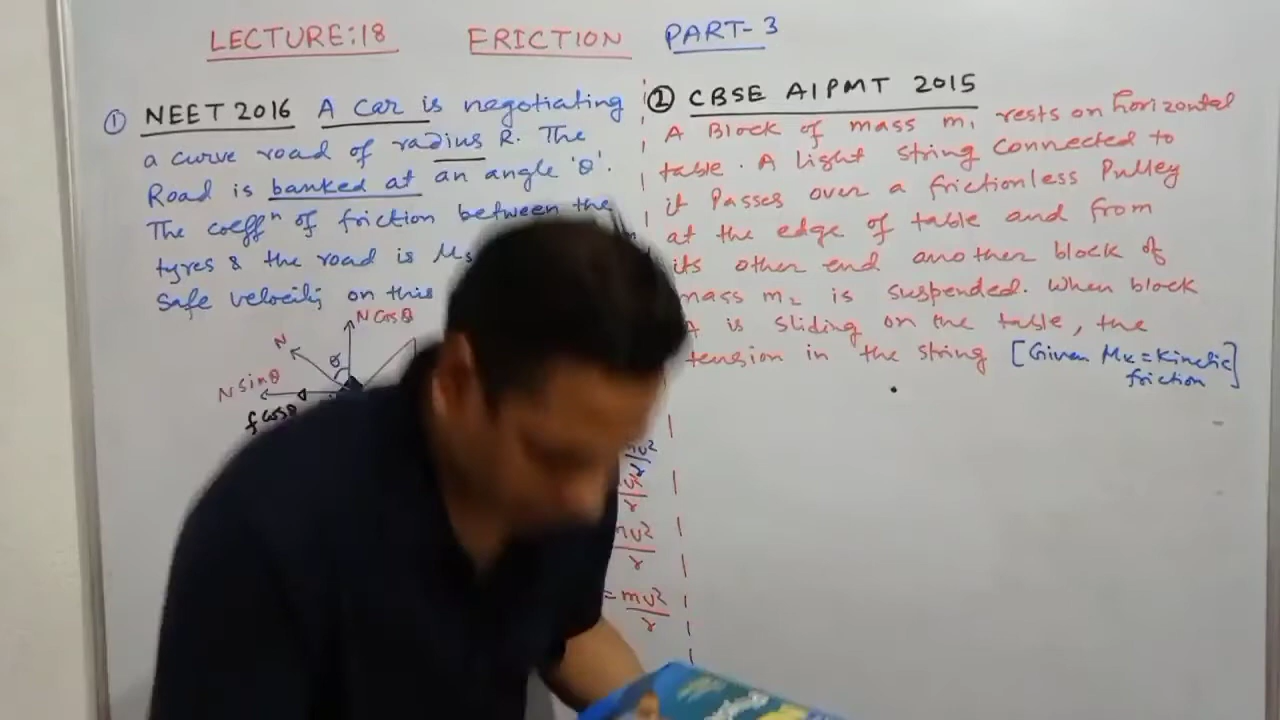 LECTURE:18 FRICTION PART-3
① NEET 2016 A Car is negotiating
a curve road of radius R. The
Road is banked at an angle 'θ'.
The coeffⁿ of friction between the
tyres & the road is μs
safe velocity on this
N cosθ
N
θ
N sinθ
f cosθ
mv²
r
mv²
r
= mv²
r
② CBSE AIPMT 2015
A Block of mass m₁ rests on horizontal
table. A light string connected to
it passes over a frictionless Pulley
at the edge of table and from
its other end another block of
mass m₂ is suspended. When block
A is sliding on the table, the
tension in the string [Given μk = kinetic
friction]